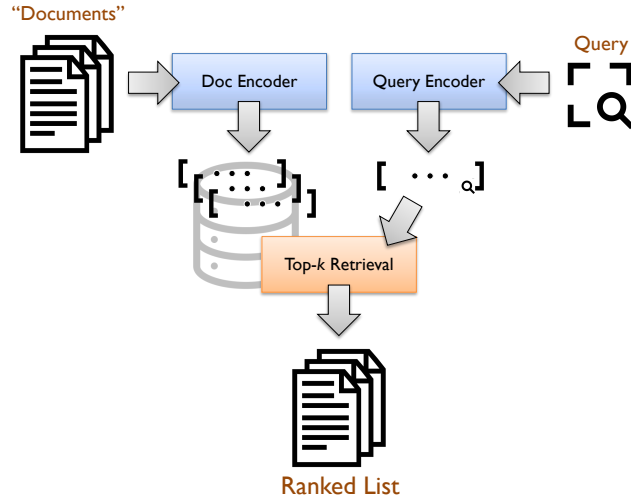 “Documents”
Query
Doc Encoder
Query Encoder
[ · · · ]
[ · · · ]
[ · · · ]
[ · · · ]
Top-k Retrieval
Ranked List